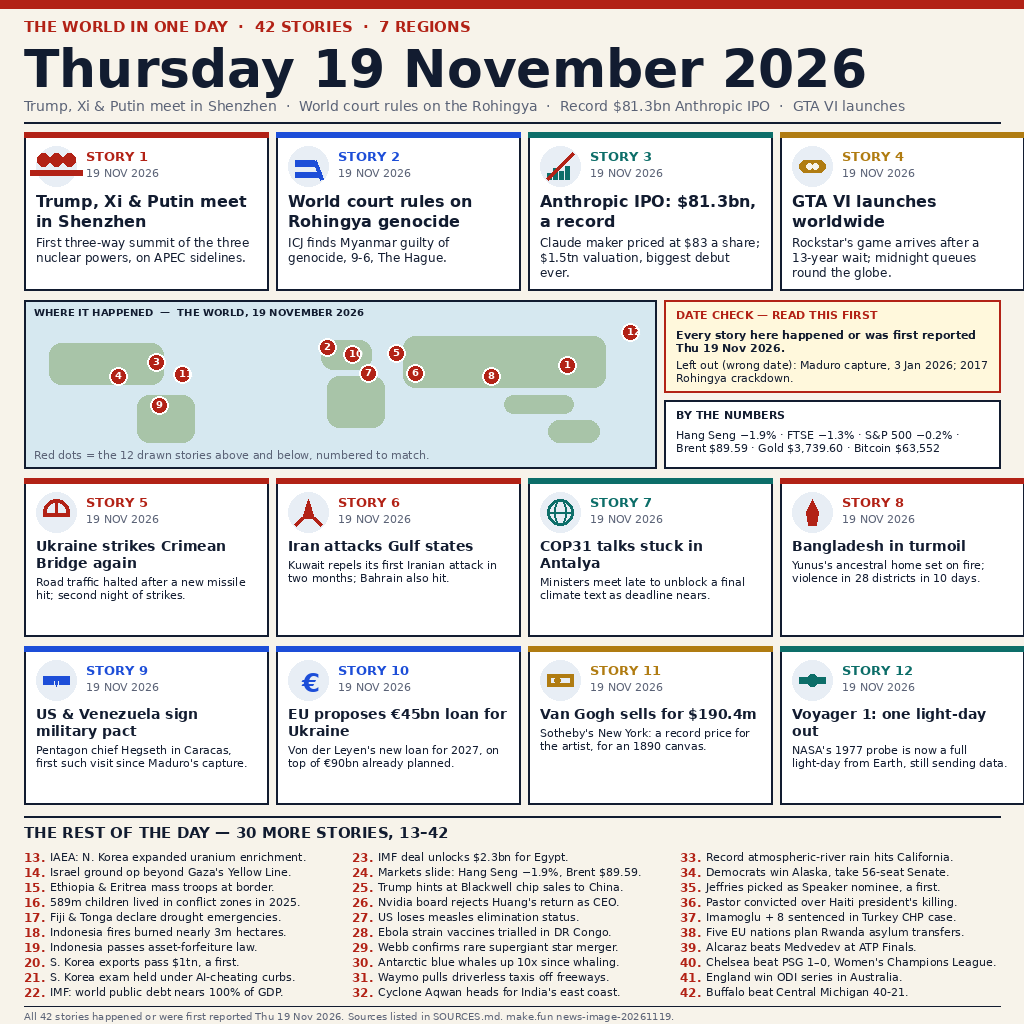 THE WORLD IN ONE DAY · 42 STORIES · 7 REGIONS
Thursday 19 November 2026
Trump, Xi & Putin meet in Shenzhen · World court rules on the Rohingya · Record $81.3bn Anthropic IPO · GTA VI launches
STORY 1
19 NOV 2026
Trump, Xi & Putin meet
in Shenzhen
First three-way summit of the three
nuclear powers, on APEC sidelines.
STORY 2
19 NOV 2026
World court rules on
Rohingya genocide
ICJ finds Myanmar guilty of
genocide, 9-6, The Hague.
STORY 3
19 NOV 2026
Anthropic IPO: $81.3bn,
a record
Claude maker priced at $83 a share;
$1.5tn valuation, biggest debut
ever.
STORY 4
19 NOV 2026
GTA VI launches
worldwide
Rockstar's game arrives after a
13-year wait; midnight queues
round the globe.
WHERE IT HAPPENED — THE WORLD, 19 NOVEMBER 2026
12
2
10
5
3
11
4
7
6
8
1
9
Red dots = the 12 drawn stories above and below, numbered to match.
DATE CHECK — READ THIS FIRST
Every story here happened or was first reported
Thu 19 Nov 2026.
Left out (wrong date): Maduro capture, 3 Jan 2026; 2017
Rohingya crackdown.
BY THE NUMBERS
Hang Seng −1.9% · FTSE −1.3% · S&P 500 −0.2% ·
Brent $89.59 · Gold $3,739.60 · Bitcoin $63,552
STORY 5
19 NOV 2026
Ukraine strikes Crimean
Bridge again
Road traffic halted after a new missile
hit; second night of strikes.
STORY 6
19 NOV 2026
Iran attacks Gulf states
Kuwait repels its first Iranian attack in
two months; Bahrain also hit.
STORY 7
19 NOV 2026
COP31 talks stuck in
Antalya
Ministers meet late to unblock a final
climate text as deadline nears.
STORY 8
19 NOV 2026
Bangladesh in turmoil
Yunus's ancestral home set on fire;
violence in 28 districts in 10 days.
STORY 9
19 NOV 2026
US & Venezuela sign
military pact
Pentagon chief Hegseth in Caracas,
first such visit since Maduro's capture.
€
STORY 10
19 NOV 2026
EU proposes €45bn loan for
Ukraine
Von der Leyen's new loan for 2027, on
top of €90bn already planned.
STORY 11
19 NOV 2026
Van Gogh sells for $190.4m
Sotheby's New York: a record price for
the artist, for an 1890 canvas.
STORY 12
19 NOV 2026
Voyager 1: one light-day
out
NASA's 1977 probe is now a full
light-day from Earth, still sending data.
THE REST OF THE DAY — 30 MORE STORIES, 13–42
13. IAEA: N. Korea expanded uranium enrichment.
14. Israel ground op beyond Gaza's Yellow Line.
15. Ethiopia & Eritrea mass troops at border.
16. 589m children lived in conflict zones in 2025.
17. Fiji & Tonga declare drought emergencies.
18. Indonesia fires burned nearly 3m hectares.
19. Indonesia passes asset-forfeiture law.
20. S. Korea exports pass $1tn, a first.
21. S. Korea exam held under AI-cheating curbs.
22. IMF: world public debt nears 100% of GDP.
23. IMF deal unlocks $2.3bn for Egypt.
24. Markets slide: Hang Seng −1.9%, Brent $89.59.
25. Trump hints at Blackwell chip sales to China.
26. Nvidia board rejects Huang's return as CEO.
27. US loses measles elimination status.
28. Ebola strain vaccines trialled in DR Congo.
29. Webb confirms rare supergiant star merger.
30. Antarctic blue whales up 10x since whaling.
31. Waymo pulls driverless taxis off freeways.
32. Cyclone Aqwan heads for India's east coast.
33. Record atmospheric-river rain hits California.
34. Democrats win Alaska, take 56-seat Senate.
35. Jeffries picked as Speaker nominee, a first.
36. Pastor convicted over Haiti president's killing.
37. Imamoglu + 8 sentenced in Turkey CHP case.
38. Five EU nations plan Rwanda asylum transfers.
39. Alcaraz beats Medvedev at ATP Finals.
40. Chelsea beat PSG 1–0, Women's Champions League.
41. England win ODI series in Australia.
42. Buffalo beat Central Michigan 40-21.
All 42 stories happened or were first reported Thu 19 Nov 2026. Sources listed in SOURCES.md. make.fun news-image-20261119.